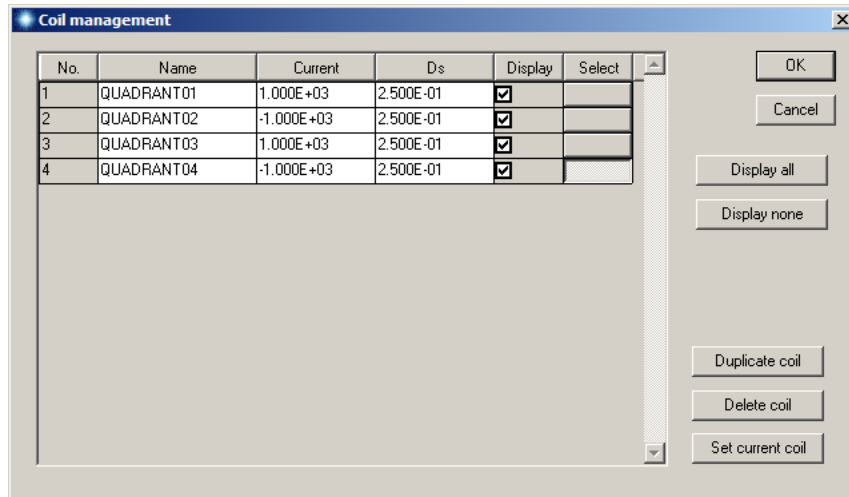 Coil management
No. Name Current Ds Display Select
1 QUADRANT01 1.000E+03 2.500E-01
2 QUADRANT02 -1.000E+03 2.500E-01
3 QUADRANT03 1.000E+03 2.500E-01
4 QUADRANT04 -1.000E+03 2.500E-01
OK
Cancel
Display all
Display none
Duplicate coil
Delete coil
Set current coil